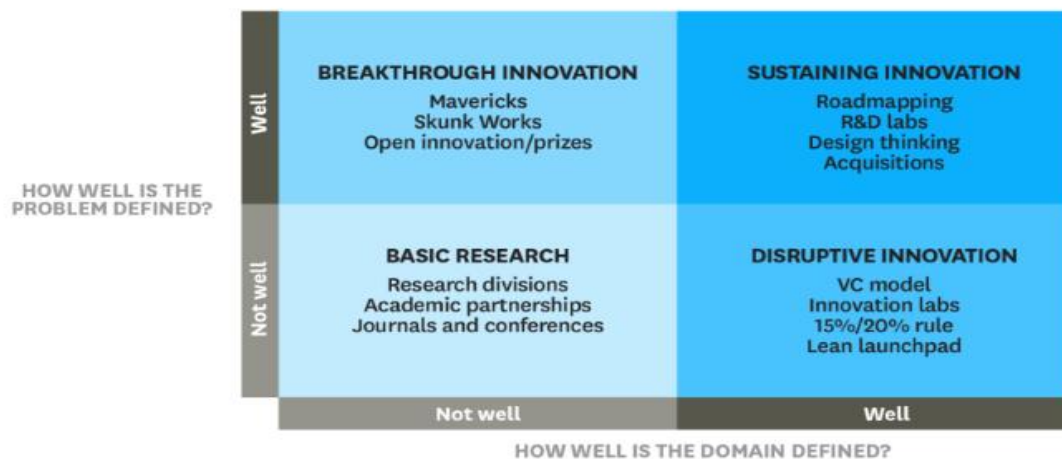 BREAKTHROUGH INNOVATION
Mavericks
Skunk Works
Open innovation/prizes
SUSTAINING INNOVATION
Roadmapping
R&D labs
Design thinking
Acquisitions
Well
HOW WELL IS THE
PROBLEM DEFINED?
Not well
BASIC RESEARCH
Research divisions
Academic partnerships
Journals and conferences
DISRUPTIVE INNOVATION
VC model
Innovation labs
15%/20% rule
Lean launchpad
Not well
Well
HOW WELL IS THE DOMAIN DEFINED?